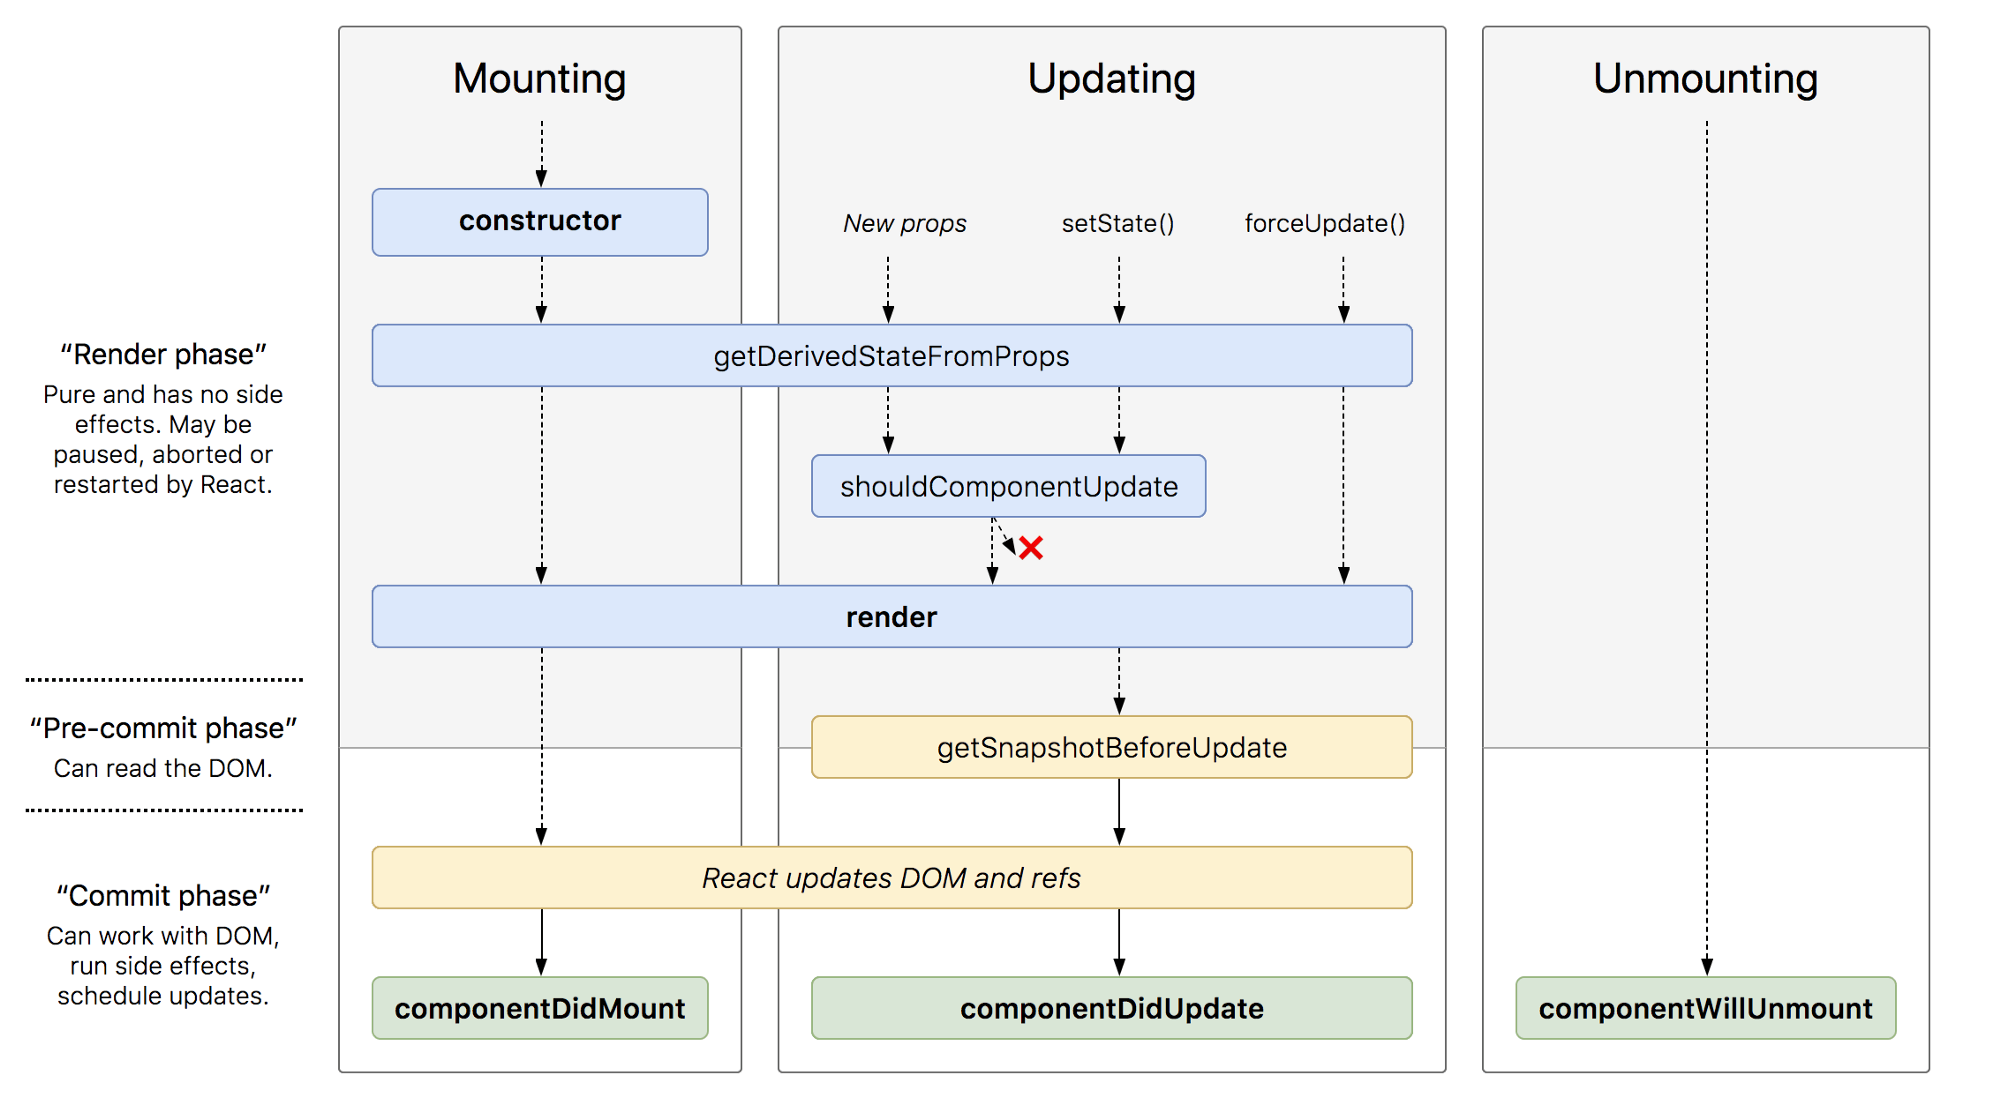 Mounting
Updating
Unmounting
constructor
New props
setState()
forceUpdate()
“Render phase”
Pure and has no side
effects. May be
paused, aborted or
restarted by React.
getDerivedStateFromProps
shouldComponentUpdate
render
“Pre-commit phase”
Can read the DOM.
getSnapshotBeforeUpdate
“Commit phase”
Can work with DOM,
run side effects,
schedule updates.
React updates DOM and refs
componentDidMount
componentDidUpdate
componentWillUnmount